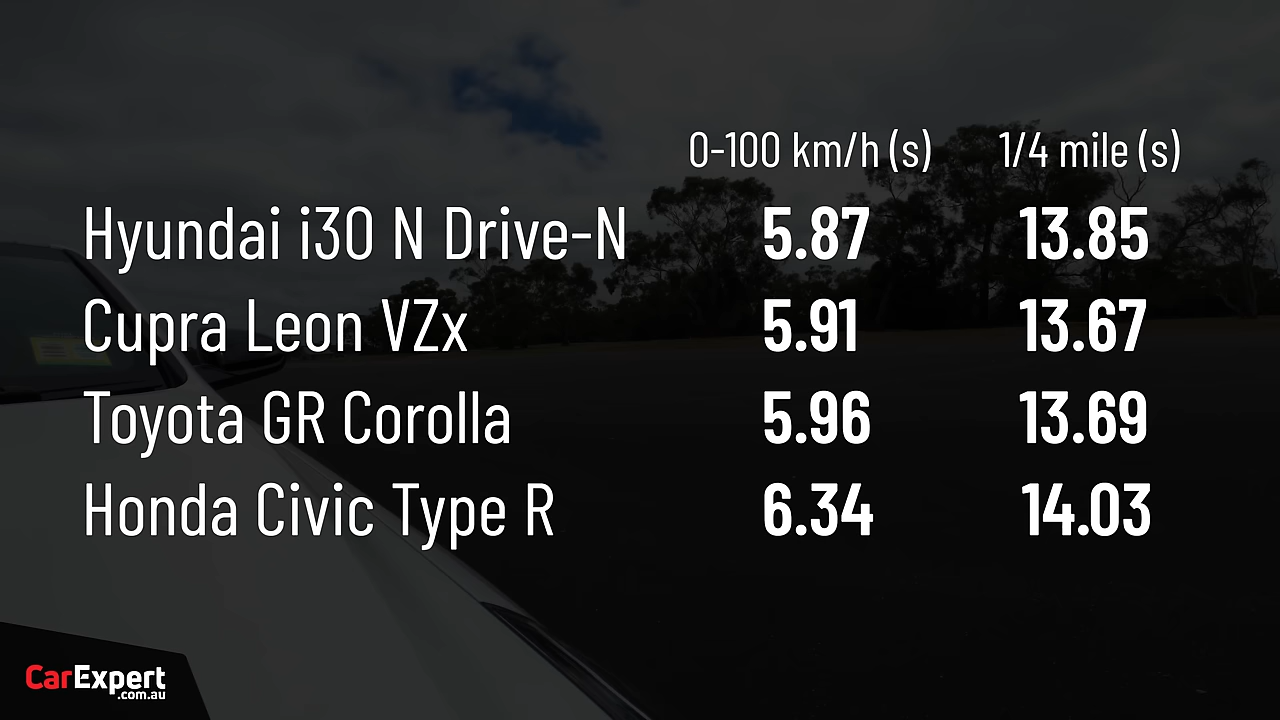 0-100 km/h (s) 1/4 mile (s)
Hyundai i30 N Drive-N 5.87 13.85
Cupra Leon VZx 5.91 13.67
Toyota GR Corolla 5.96 13.69
Honda Civic Type R 6.34 14.03
CarExpert
.com.au